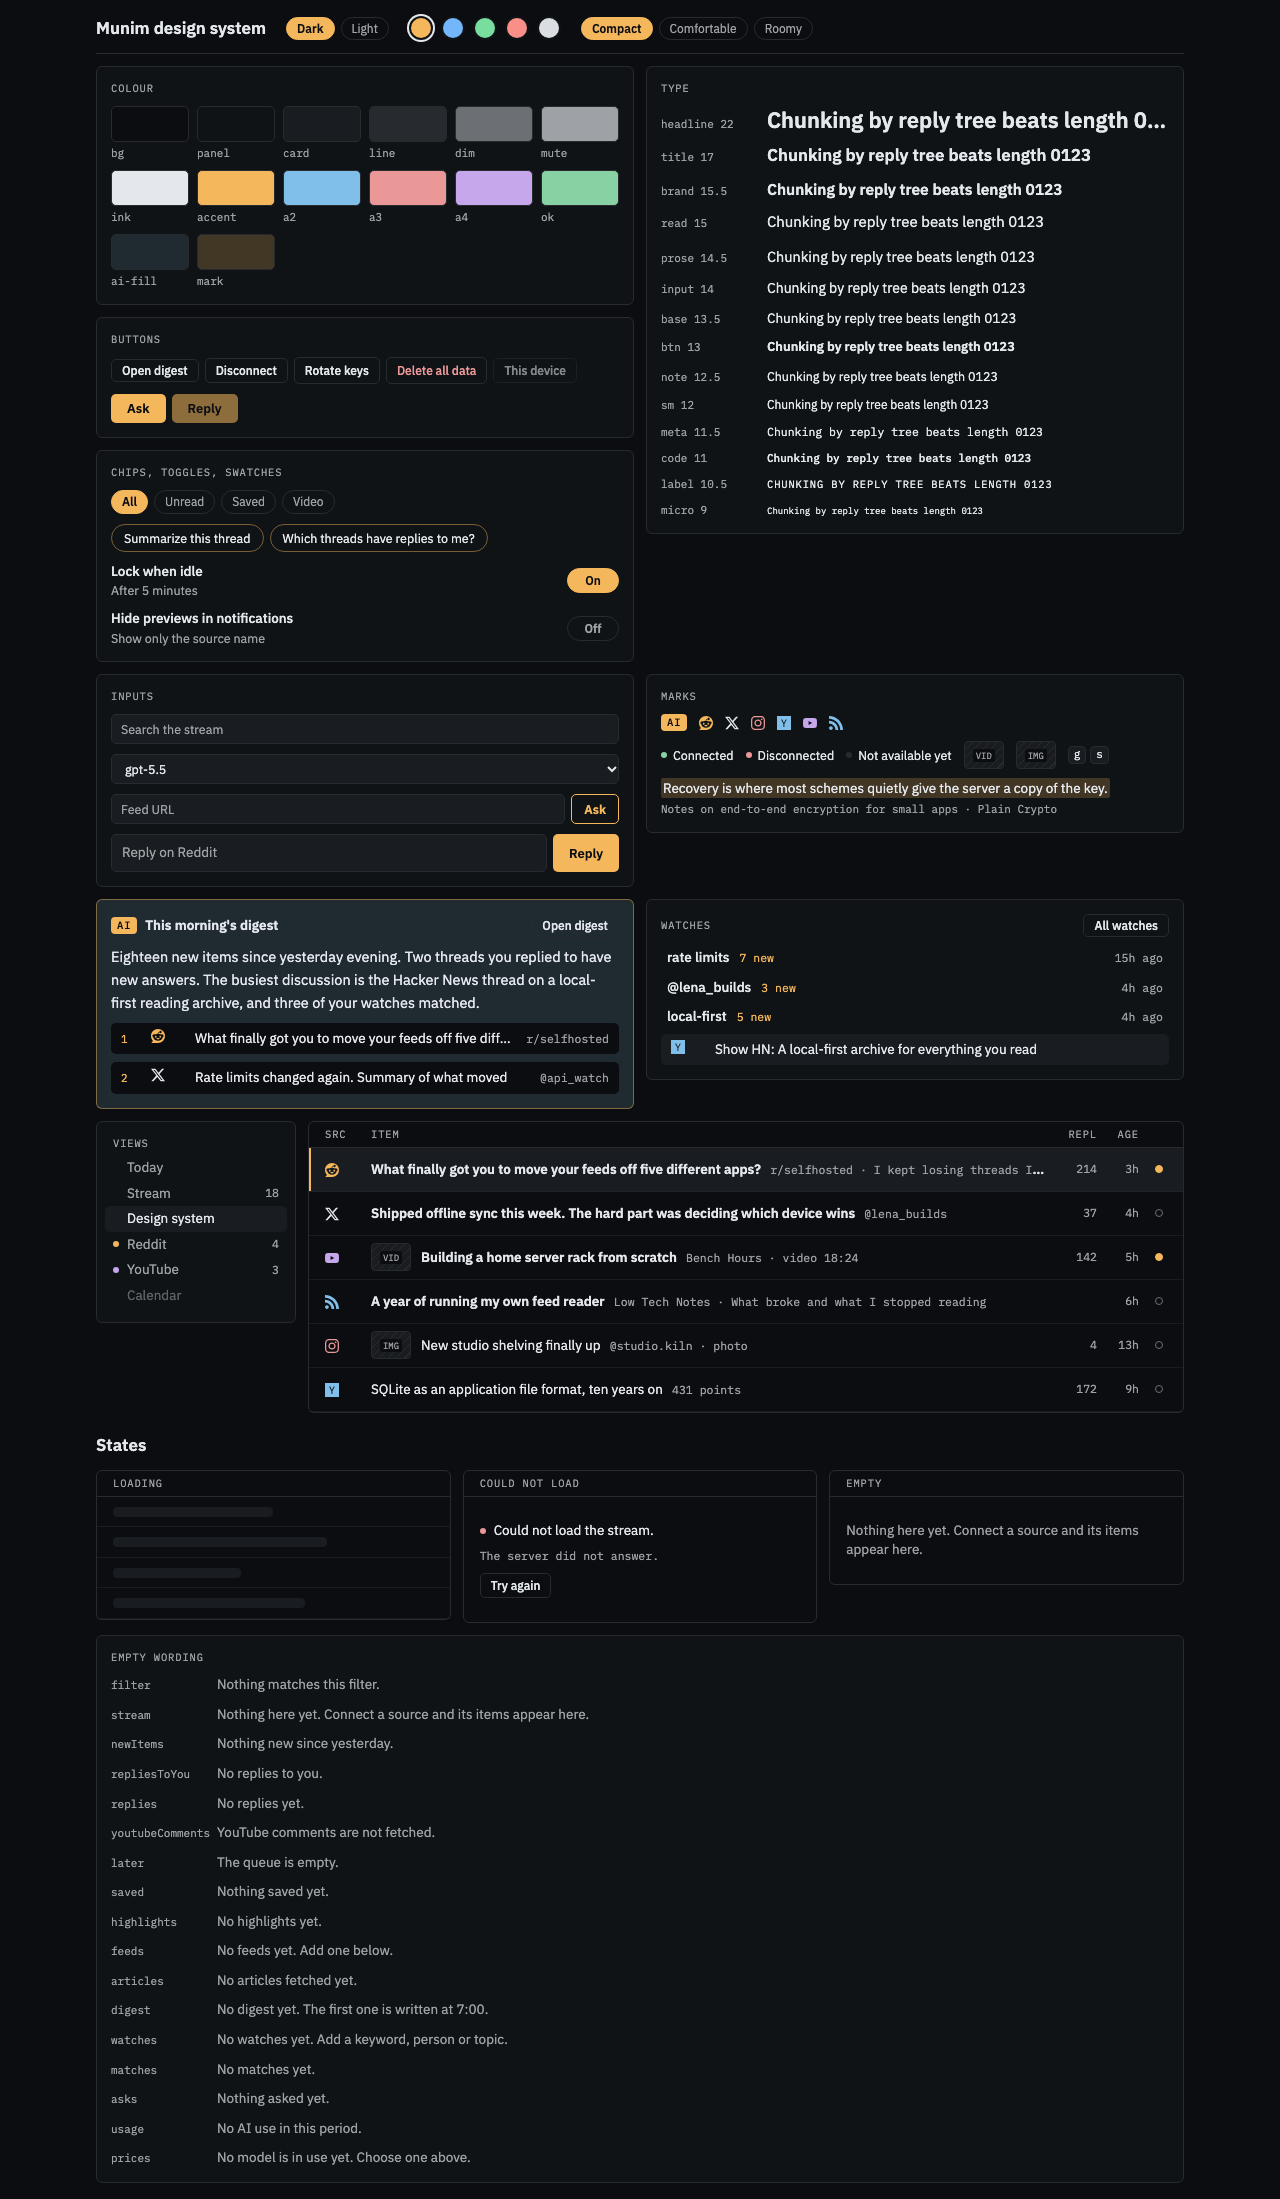 Munim design system
Dark Light
Compact Comfortable Roomy
COLOUR
bg panel card line dim mute
ink accent a2 a3 a4 ok
ai-fill mark
TYPE
headline 22 Chunking by reply tree beats length 0...
title 17 Chunking by reply tree beats length 0123
brand 15.5 Chunking by reply tree beats length 0123
read 15 Chunking by reply tree beats length 0123
prose 14.5 Chunking by reply tree beats length 0123
input 14 Chunking by reply tree beats length 0123
base 13.5 Chunking by reply tree beats length 0123
btn 13 Chunking by reply tree beats length 0123
note 12.5 Chunking by reply tree beats length 0123
sm 12 Chunking by reply tree beats length 0123
meta 11.5 Chunking by reply tree beats length 0123
code 11 Chunking by reply tree beats length 0123
label 10.5 CHUNKING BY REPLY TREE BEATS LENGTH 0123
micro 9 Chunking by reply tree beats length 0123
BUTTONS
Open digest Disconnect Rotate keys Delete all data This device
Ask Reply
CHIPS, TOGGLES, SWATCHES
All Unread Saved Video
Summarize this thread Which threads have replies to me?
Lock when idle
After 5 minutes
On
Hide previews in notifications
Show only the source name
Off
INPUTS
Search the stream
gpt-5.5
Feed URL Ask
Reply on Reddit Reply
MARKS
AI
Connected Disconnected Not available yet VID IMG g s
Recovery is where most schemes quietly give the server a copy of the key.
Notes on end-to-end encryption for small apps · Plain Crypto
AI This morning's digest Open digest
Eighteen new items since yesterday evening. Two threads you replied to have
new answers. The busiest discussion is the Hacker News thread on a local-
first reading archive, and three of your watches matched.
1 What finally got you to move your feeds off five diff... r/selfhosted
2 Rate limits changed again. Summary of what moved @api_watch
WATCHES All watches
rate limits 7 new 15h ago
@lena_builds 3 new 4h ago
local-first 5 new 4h ago
Y Show HN: A local-first archive for everything you read
VIEWS
Today
Stream 18
Design system
Reddit 4
YouTube 3
Calendar
SRC ITEM REPL AGE
What finally got you to move your feeds off five different apps? r/selfhosted · I kept losing threads I... 214 3h
Shipped offline sync this week. The hard part was deciding which device wins @lena_builds 37 4h
VID Building a home server rack from scratch Bench Hours · video 18:24 142 5h
A year of running my own feed reader Low Tech Notes · What broke and what I stopped reading 6h
IMG New studio shelving finally up @studio.kiln · photo 4 13h
Y SQLite as an application file format, ten years on 431 points 172 9h
States
LOADING
COULD NOT LOAD
Could not load the stream.
The server did not answer.
Try again
EMPTY
Nothing here yet. Connect a source and its items
appear here.
EMPTY WORDING
filter Nothing matches this filter.
stream Nothing here yet. Connect a source and its items appear here.
newItems Nothing new since yesterday.
repliesToYou No replies to you.
replies No replies yet.
youtubeComments YouTube comments are not fetched.
later The queue is empty.
saved Nothing saved yet.
highlights No highlights yet.
feeds No feeds yet. Add one below.
articles No articles fetched yet.
digest No digest yet. The first one is written at 7:00.
watches No watches yet. Add a keyword, person or topic.
matches No matches yet.
asks Nothing asked yet.
usage No AI use in this period.
prices No model is in use yet. Choose one above.